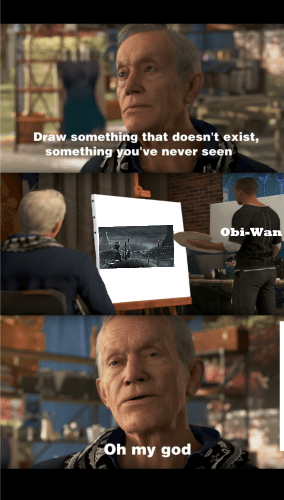 Draw something that doesn't exist,
something you've never seen
Obi-Wan
Oh my god